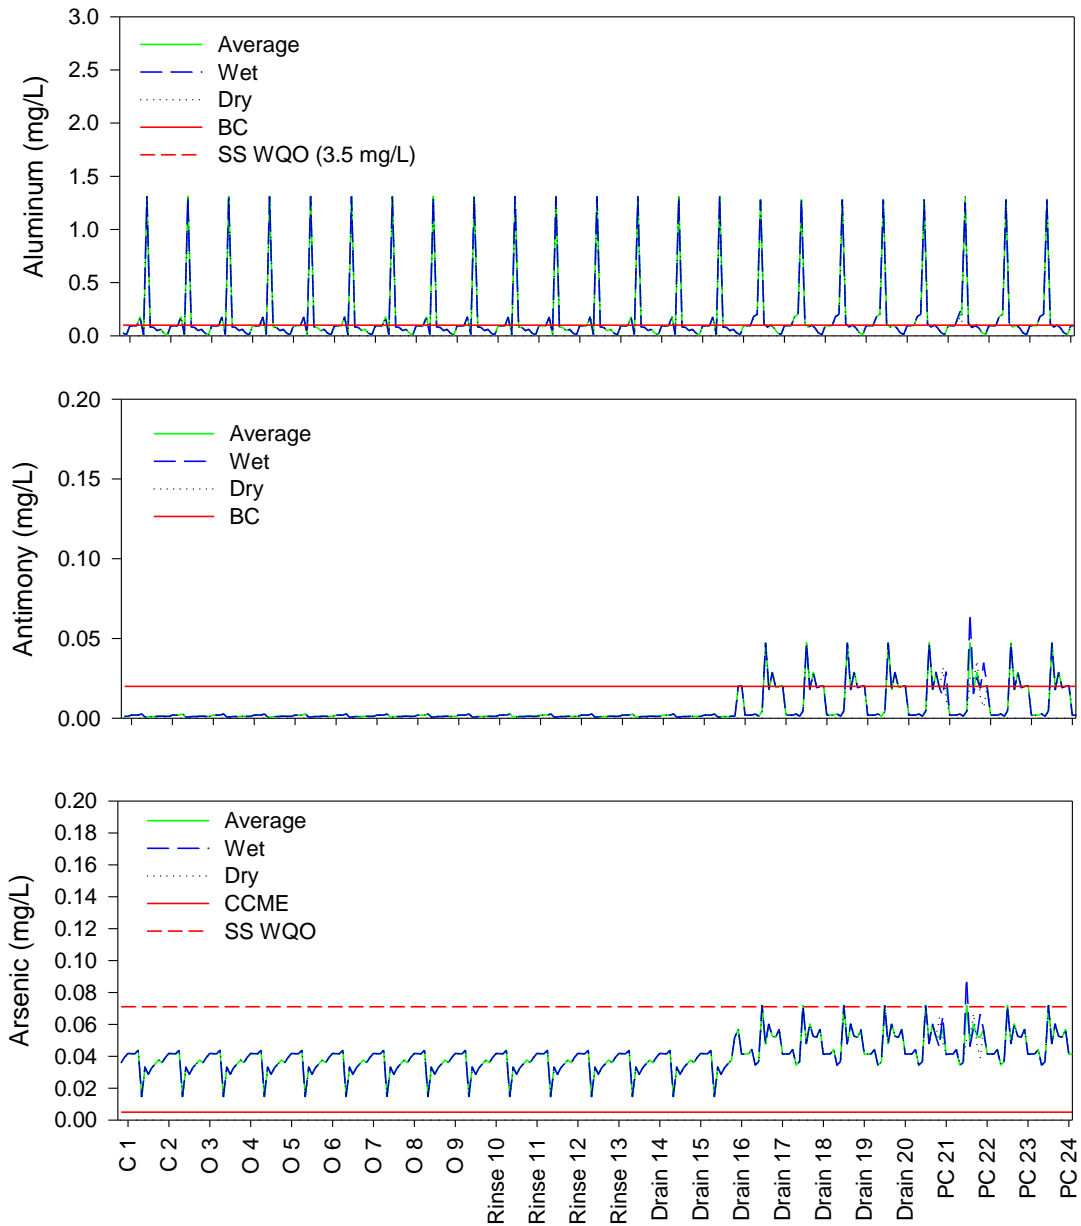 Aluminum (mg/L)
3.0
2.5
2.0
1.5
1.0
0.5
0.0
Average
Wet
Dry
BC
SS WQO (3.5 mg/L)
Antimony (mg/L)
0.20
0.15
0.10
0.05
0.00
Average
Wet
Dry
BC
Arsenic (mg/L)
0.20
0.18
0.16
0.14
0.12
0.10
0.08
0.06
0.04
0.02
0.00
Average
Wet
Dry
CCME
SS WQO
C 1
C 2
O 3
O 4
O 5
O 6
O 7
O 8
O 9
Rinse 10
Rinse 11
Rinse 12
Rinse 13
Drain 14
Drain 15
Drain 16
Drain 17
Drain 18
Drain 19
Drain 20
PC 21
PC 22
PC 23
PC 24